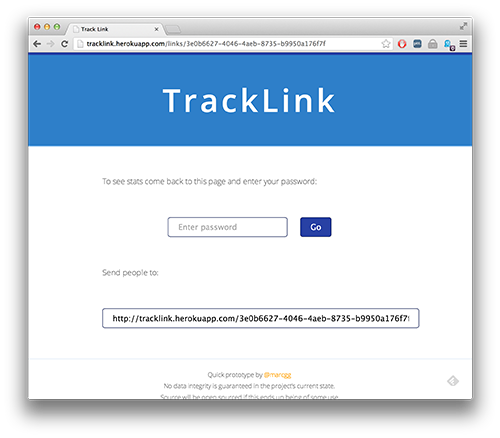 Track Link
tracklink.herokuapp.com/links/3e0b6627-4046-4aeb-8735-b9950a176f7f
TrackLink
To see stats come back to this page and enter your password:
Enter password
Go
Send people to:
http://tracklink.herokuapp.com/3e0b6627-4046-4aeb-8735-b9950a176f7f
Quick prototype by @manogg
No data integrity is guaranteed in the project's current state.
Source will be open sourced if this ends up being of some use.